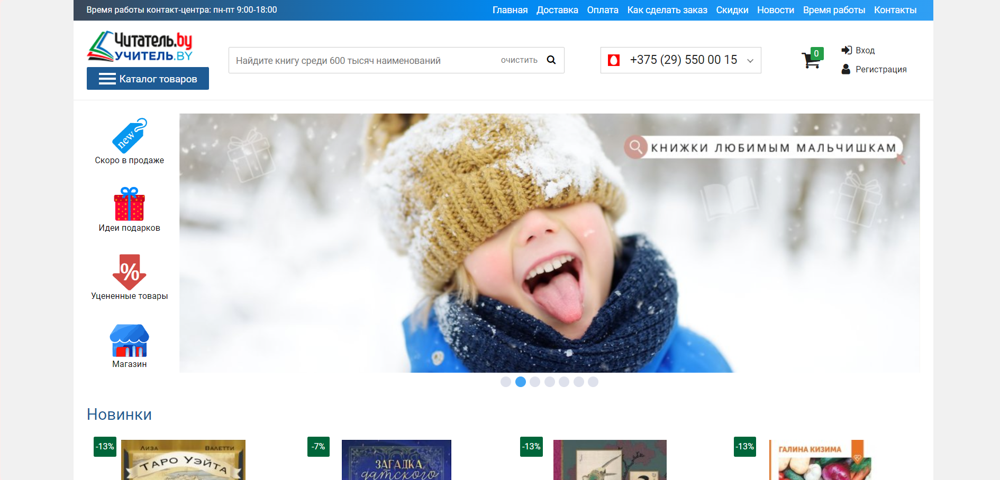 Время работы контакт-центра: пн-пт 9:00-18:00
Главная Доставка Оплата Как сделать заказ Скидки Новости Время работы Контакты
Читатель.by
УЧИТЕЛЬ.BY
Каталог товаров
Найдите книгу среди 600 тысяч наименований
очистить
+375 (29) 550 00 15
0
Вход
Регистрация
new
Скоро в продаже
Идеи подарков
%
Уцененные товары
Магазин
КНИЖКИ ЛЮБИМЫМ МАЛЬЧИШКАМ
Новинки
-13%
ЛИЗА ВАЛЕТТИ
ТАРО УЭЙТА
-7%
ЗАГАДКА
датского
-13%
-13%
ГАЛИНА КИЗИМА